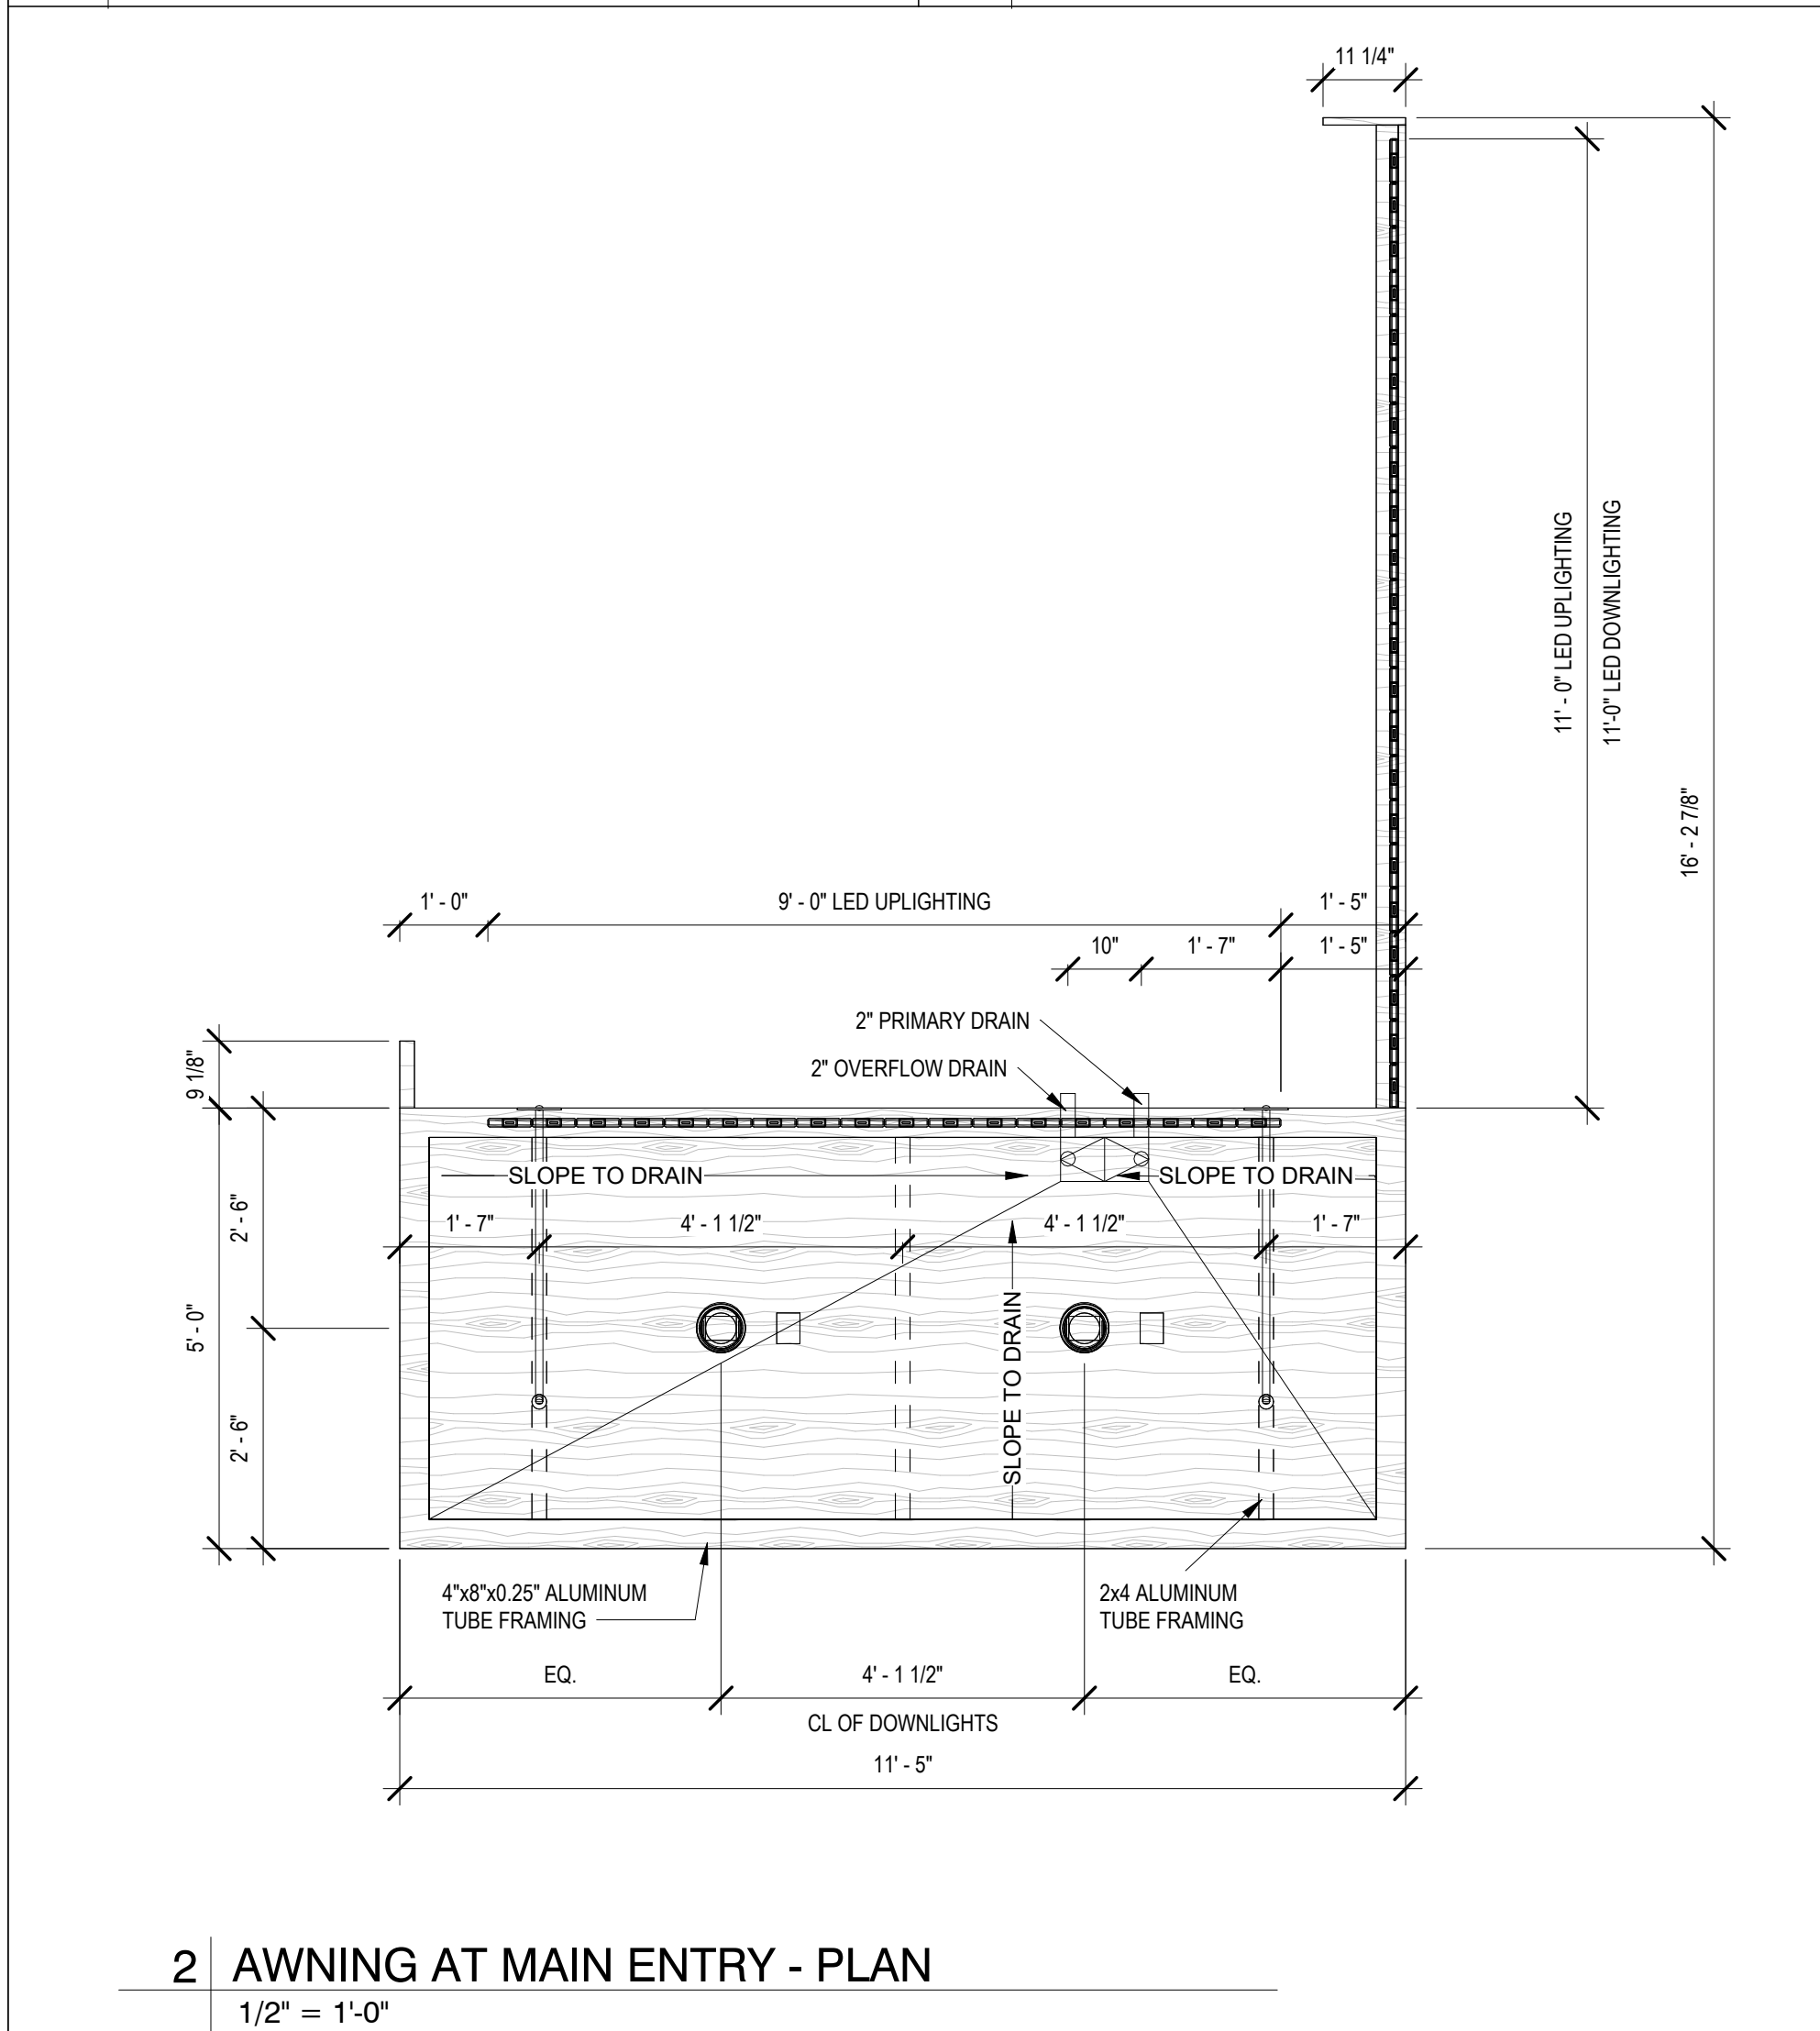 11 1/4"
11' - 0" LED UPLIGHTING
11'-0" LED DOWNLIGHTING
16' - 2 7/8"
1' - 0"
9' - 0" LED UPLIGHTING
1' - 5"
10"
1' - 7"
1' - 5"
2" PRIMARY DRAIN
2" OVERFLOW DRAIN
9 1/8"
SLOPE TO DRAIN
SLOPE TO DRAIN
2' - 6"
1' - 7"
4' - 1 1/2"
4' - 1 1/2"
1' - 7"
5' - 0"
SLOPE TO DRAIN
2' - 6"
4"x8"x0.25" ALUMINUM
TUBE FRAMING
2x4 ALUMINUM
TUBE FRAMING
EQ.
4' - 1 1/2"
EQ.
CL OF DOWNLIGHTS
11' - 5"
2
AWNING AT MAIN ENTRY - PLAN
1/2" = 1'-0"